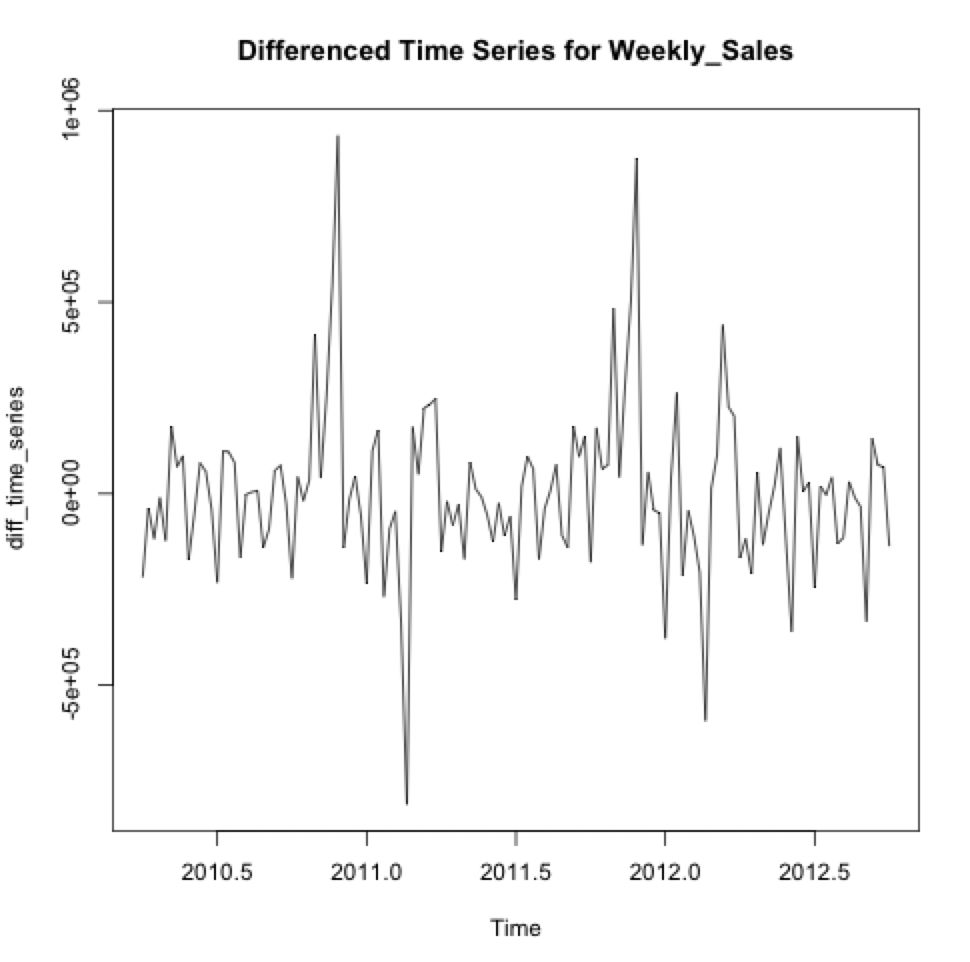 Differenced Time Series for Weekly_Sales
diff_time_series
1e+06
5e+05
0e+00
-5e+05
2010.5 2011.0 2011.5 2012.0 2012.5
Time